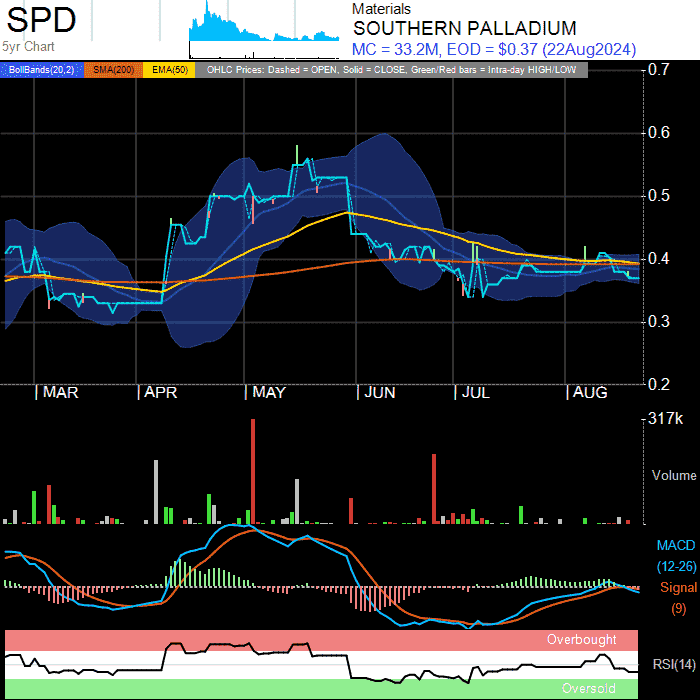 SPD
5yr Chart
Materials
SOUTHERN PALLADIUM
MC = 33.2M, EOD = $0.37 (22Aug2024)
BollBands(20,2) SMA(200) EMA(50) OHLC Prices: Dashed = OPEN, Solid = CLOSE, Green/Red bars = Intra-day HIGH/LOW
0.7
0.6
0.5
0.4
0.3
0.2
MAR APR MAY JUN JUL AUG
317k
Volume
MACD
(12-26)
Signal
(9)
Overbought
RSI(14)
Oversold